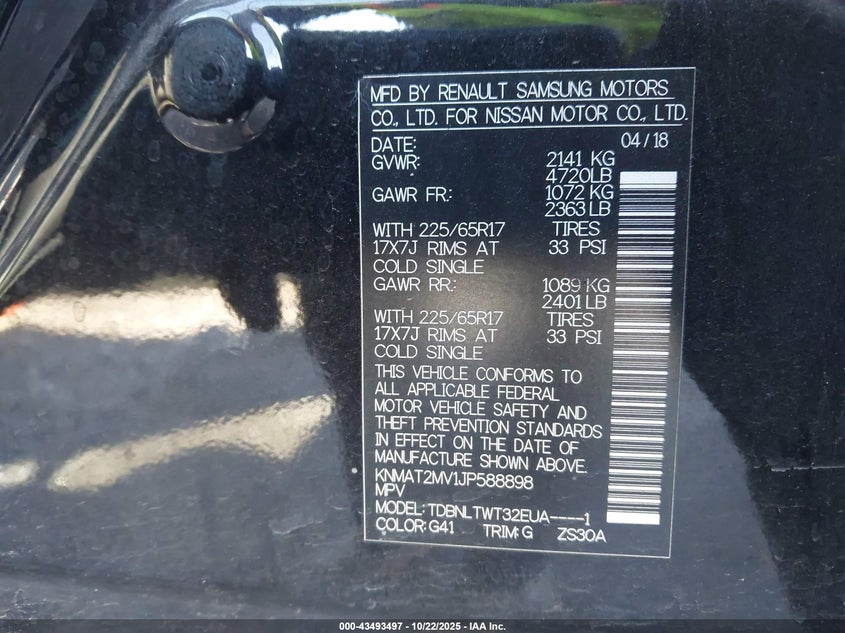 MFD BY RENAULT SAMSUNG MOTORS
CO., LTD. FOR NISSAN MOTOR CO., LTD.
DATE: 04/18
GVWR: 2141 KG
4720LB
GAWR FR.: 1072 KG
2363LB
WITH 225/65R17 TIRES
17X7J RIMS AT 33 PSI
COLD SINGLE
GAWR RR.: 1089 KG
2401LB
WITH 225/65R17 TIRES
17X7J RIMS AT 33 PSI
COLD SINGLE
THIS VEHICLE CONFORMS TO
ALL APPLICABLE FEDERAL
MOTOR VEHICLE SAFETY AND
THEFT PREVENTION STANDARDS
IN EFFECT ON THE DATE OF
MANUFACTURE SHOWN ABOVE.
KNMAT2MV1JP588898
MPV
MODEL:TDBNLTWT32EUA----1
COLOR:G41 TRIM:G ZS30A
000-43493497 - 10/22/2025 - IAA Inc.